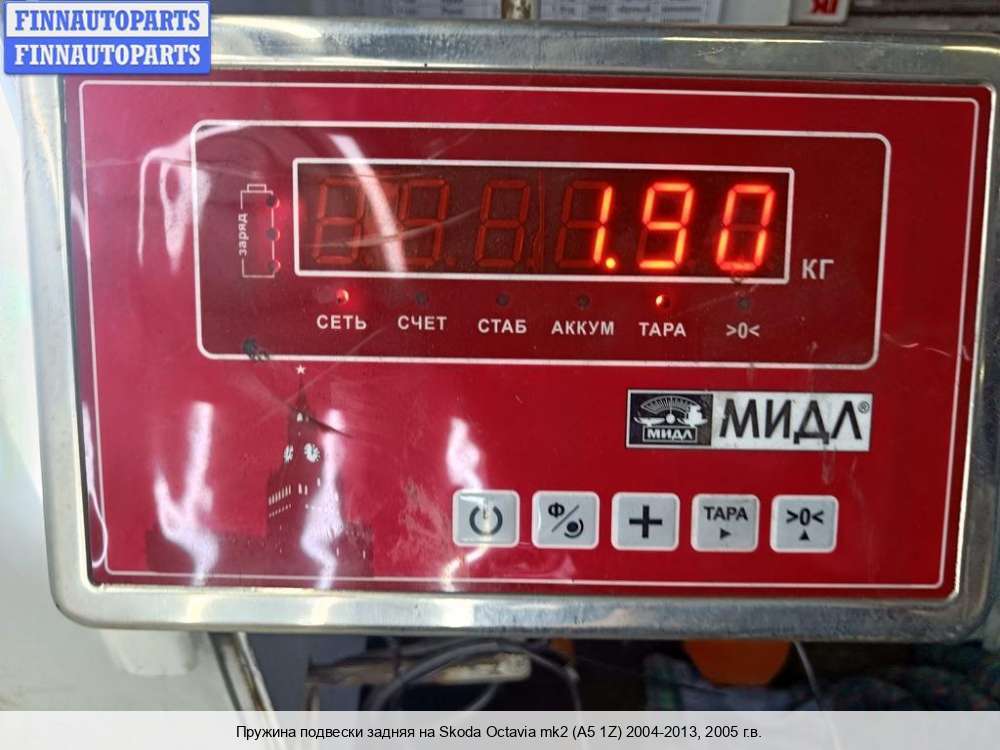 FINNAUTOPARTS
FINNAUTOPARTS
заряд
1.90
КГ
СЕТЬ СЧЕТ СТАБ АККУМ ТАРА >0<
МИДЛ МИДЛ®
Ф + ТАРА >0<
Пружина подвески задняя на Skoda Octavia mk2 (A5 1Z) 2004-2013, 2005 г.в.